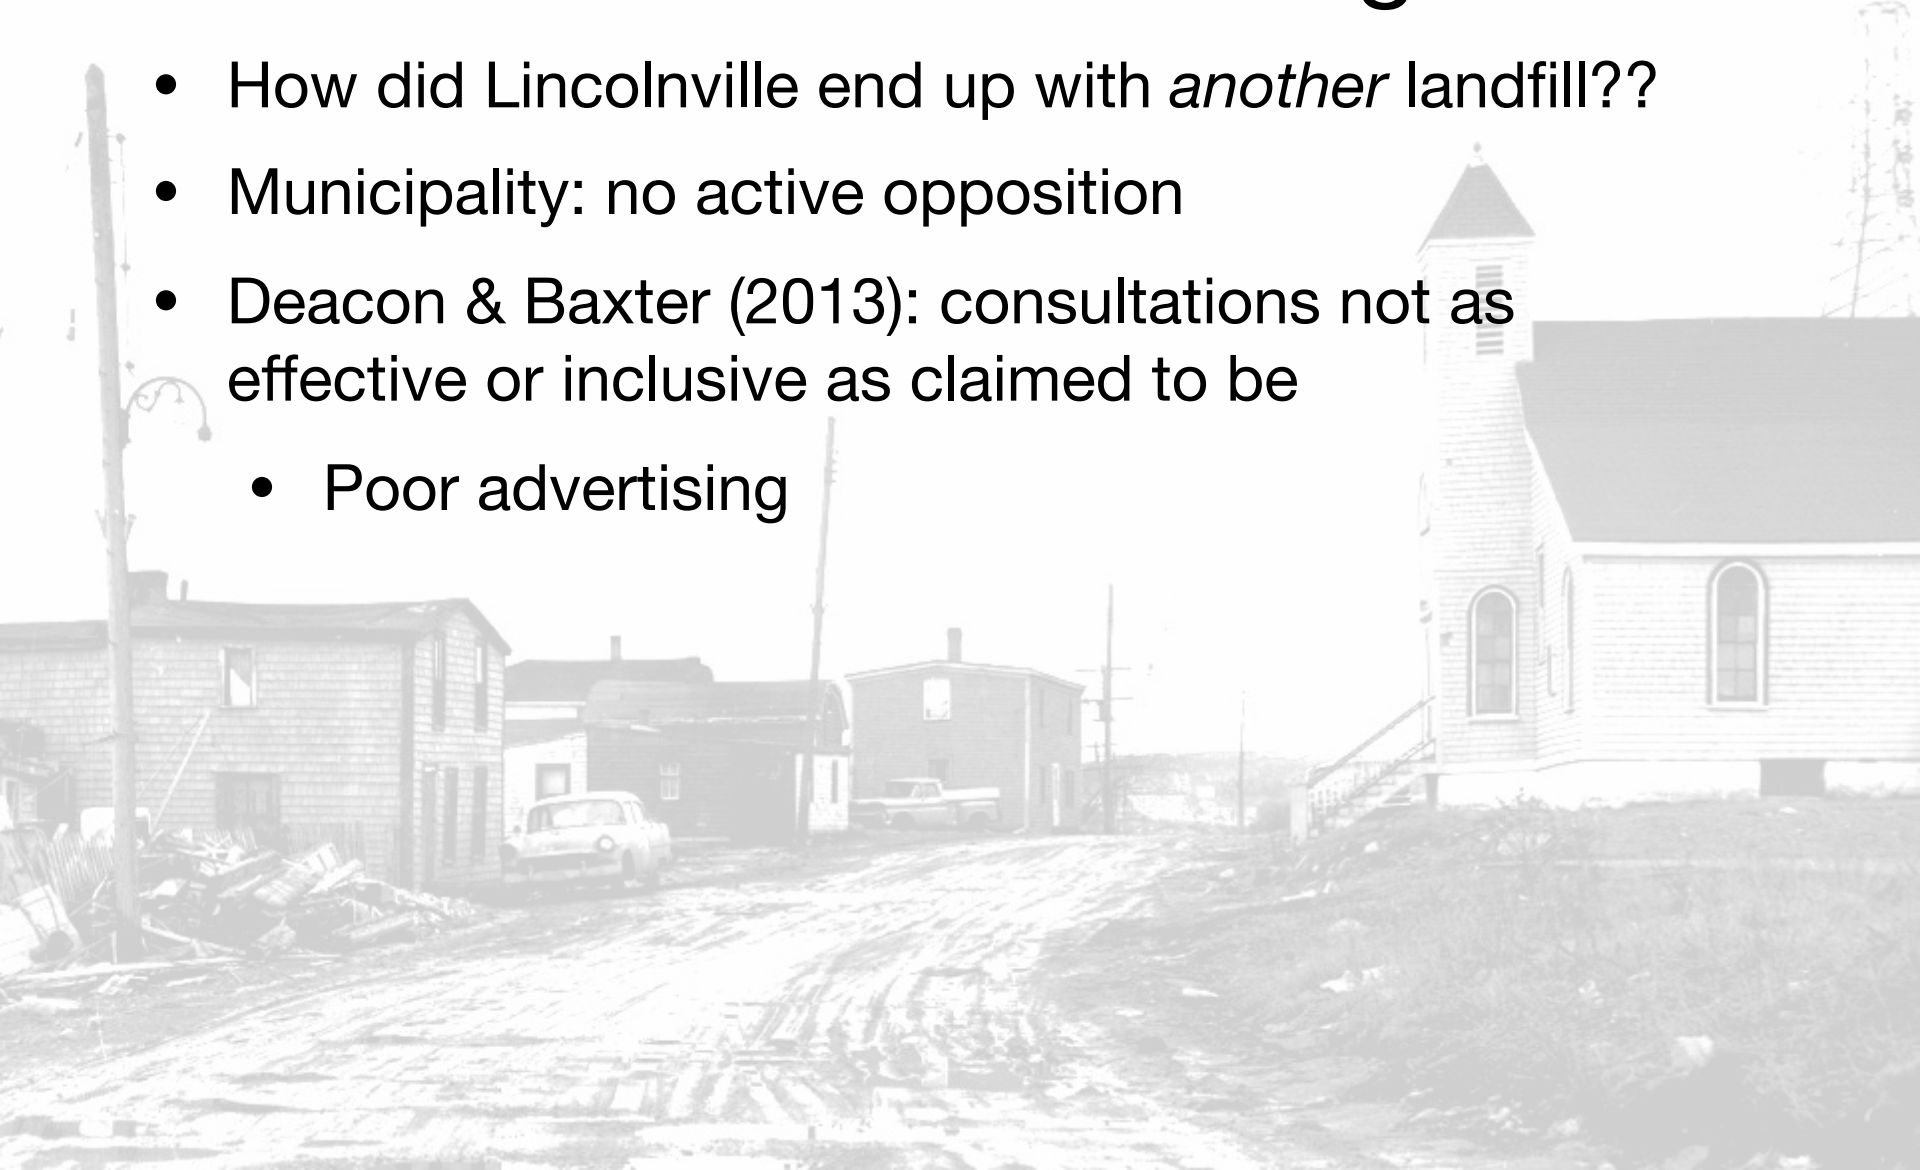 • How did Lincolnville end up with another landfill??
• Municipality: no active opposition
• Deacon & Baxter (2013): consultations not as
effective or inclusive as claimed to be
• Poor advertising